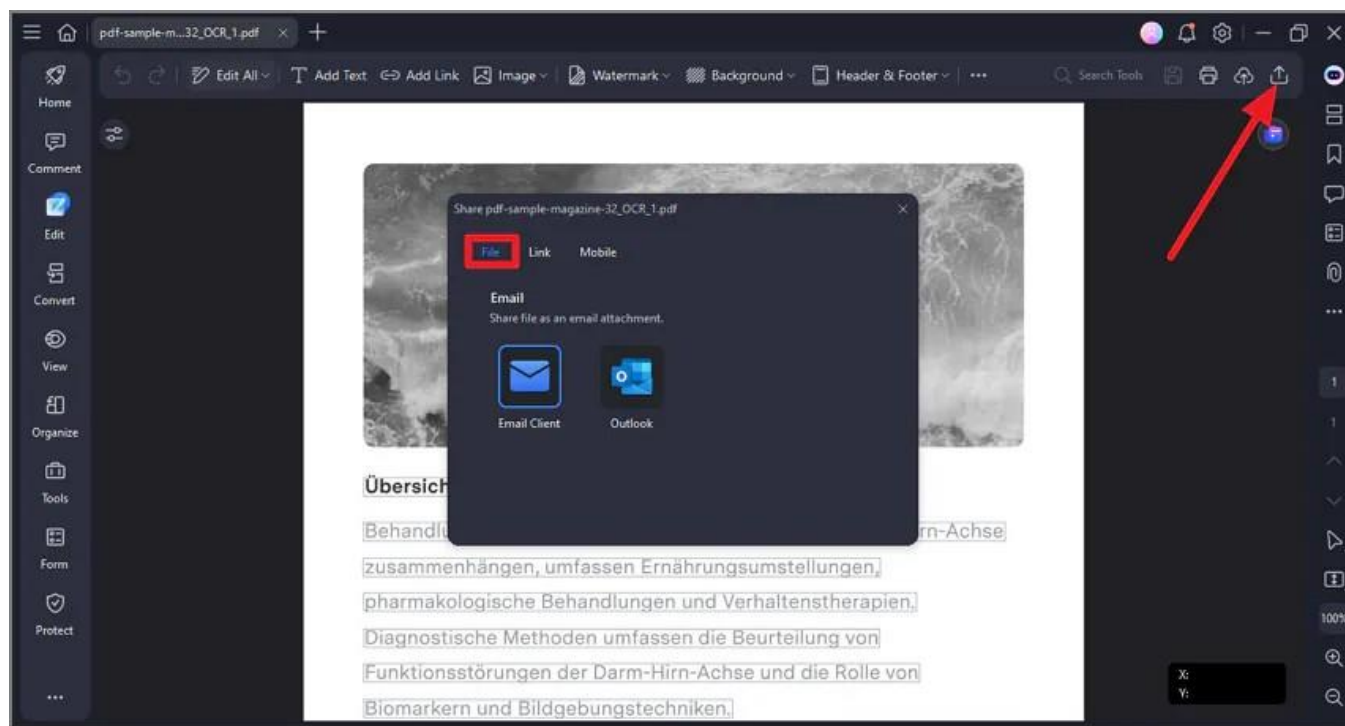 pdf-sample-m...32_OCR_1.pdf
Edit All
Add Text
Add Link
Image
Watermark
Background
Header & Footer
Search Tools
Home
Comment
Edit
Convert
View
Organize
Tools
Form
Protect
Share pdf-sample-magazine-32_OCR_1.pdf
File Link Mobile
Email
Share file as an email attachment.
Email Client
Outlook
Übersich
Behandlu rn-Achse
zusammenhängen, umfassen Ernährungsumstellungen,
pharmakologische Behandlungen und Verhaltenstherapien.
Diagnostische Methoden umfassen die Beurteilung von
Funktionsstörungen der Darm-Hirn-Achse und die Rolle von
Biomarkern und Bildgebungstechniken.
1
1
100%
X:
Y: